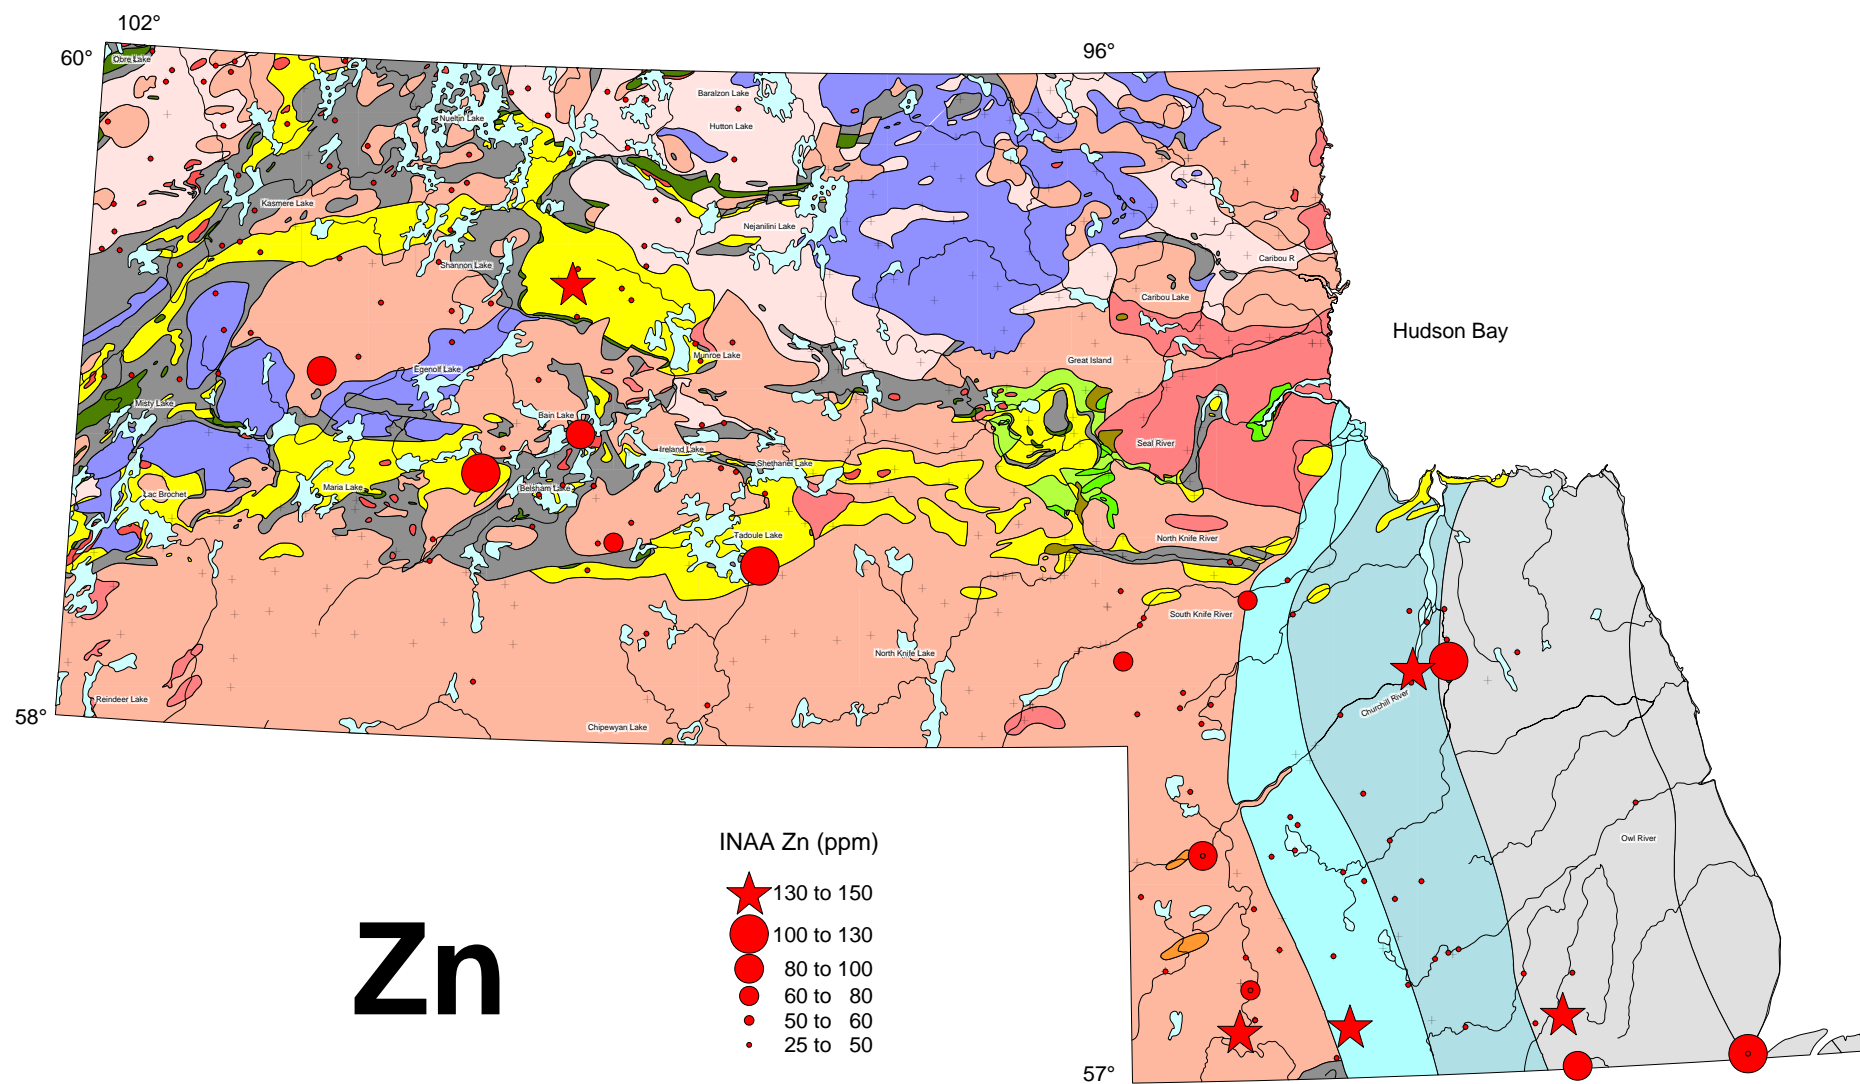 102°
60°
96°
Obre Lake
Baralzon Lake
Nueltin Lake
Hutton Lake
Kasmere Lake
Nejanilini Lake
Shannon Lake
Caribou R
Caribou Lake
Hudson Bay
Munroe Lake
Great Island
Egenolf Lake
Misty Lake
Bain Lake
Seal River
Ireland Lake
Shethanei Lake
Maria Lake
Belsham Lake
Lac Brochet
Tadoule Lake
North Knife River
South Knife River
North Knife Lake
Reindeer Lake
Churchill River
58°
Chipewyan Lake
Owl River
INAA Zn (ppm)
130 to 150
100 to 130
80 to 100
60 to 80
50 to 60
25 to 50
Zn
57°